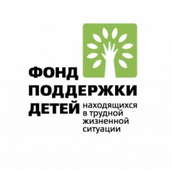 ФОНД
ПОДДЕРЖКИ
ДЕТЕЙ
находящихся
в трудной
жизненной
ситуации